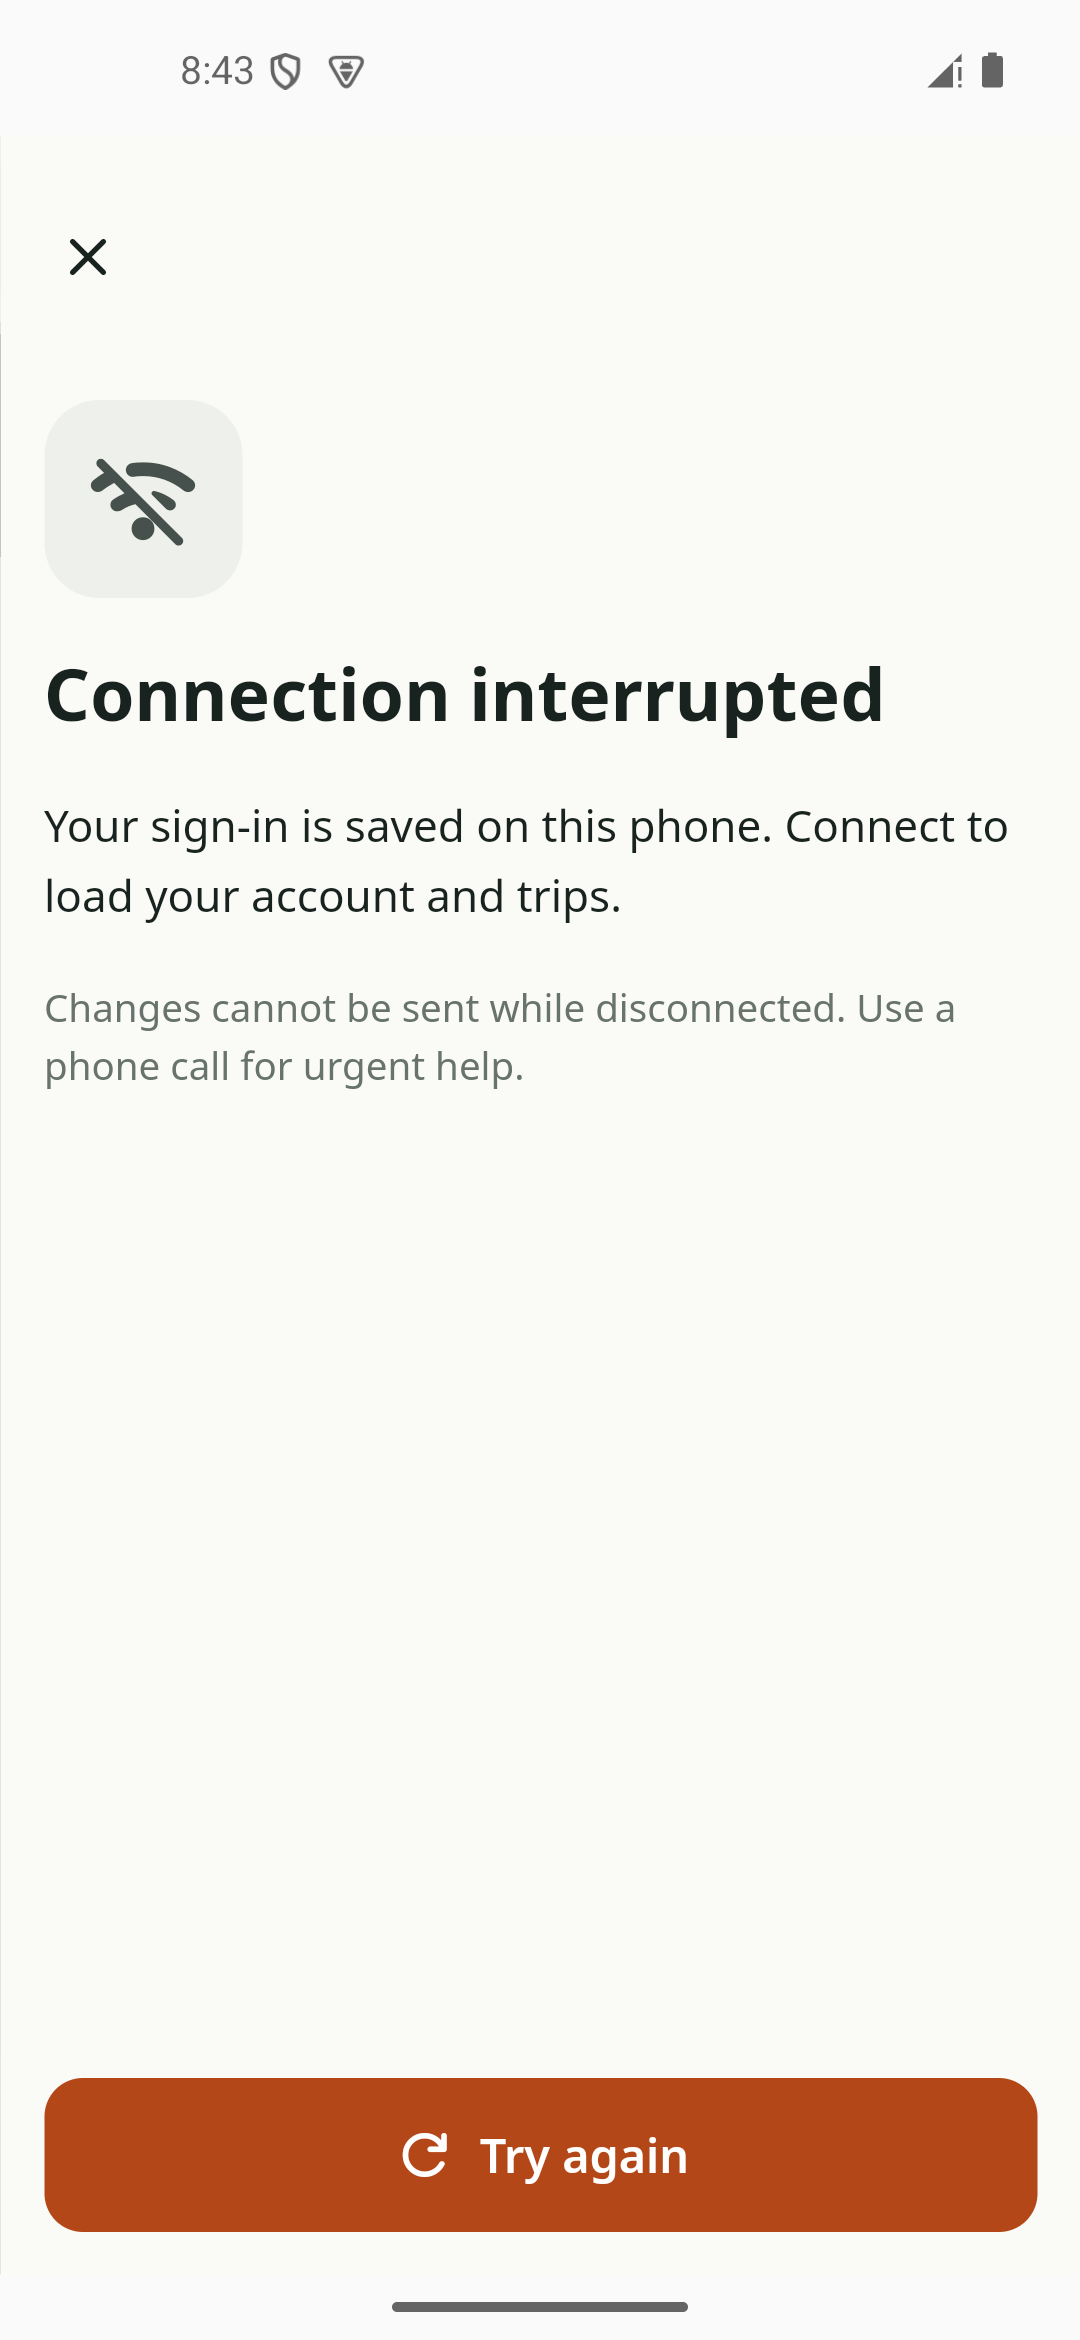 8:43
Connection interrupted
Your sign-in is saved on this phone. Connect to
load your account and trips.
Changes cannot be sent while disconnected. Use a
phone call for urgent help.
Try again